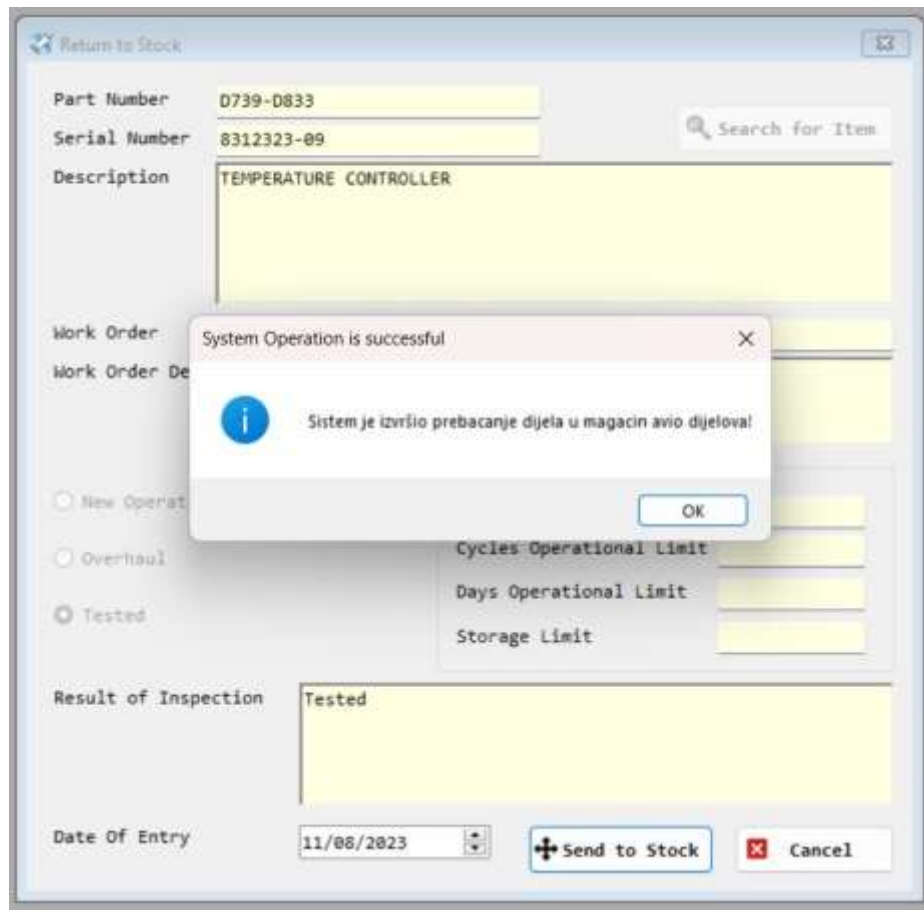 Return to Stock
Part Number D739-D833
Serial Number 8312323-09
Search for Item
Description TEMPERATURE CONTROLLER
Work Order
Work Order De
System Operation is successful
Sistem je izvršio prebacanje dijela u magacin avio dijelova!
OK
New Operat
Overhaul
Tested
Cycles Operational Limit
Days Operational Limit
Storage Limit
Result of Inspection Tested
Date Of Entry 11/08/2023
Send to Stock
Cancel